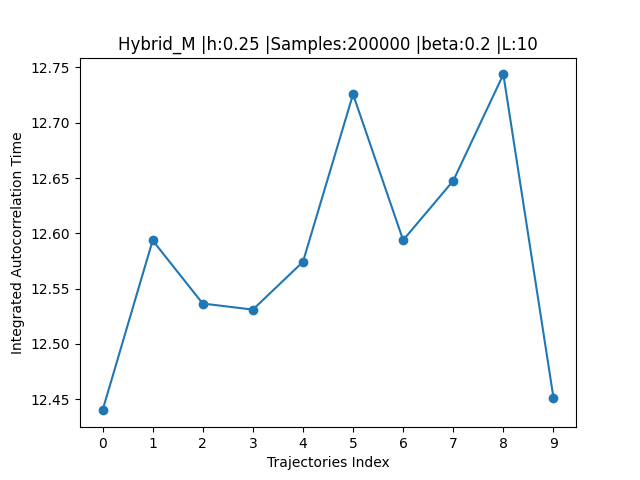 Hybrid_M |h:0.25 |Samples:200000 |beta:0.2 |L:10
Integrated Autocorrelation Time
12.75
12.70
12.65
12.60
12.55
12.50
12.45
0 1 2 3 4 5 6 7 8 9
Trajectories Index